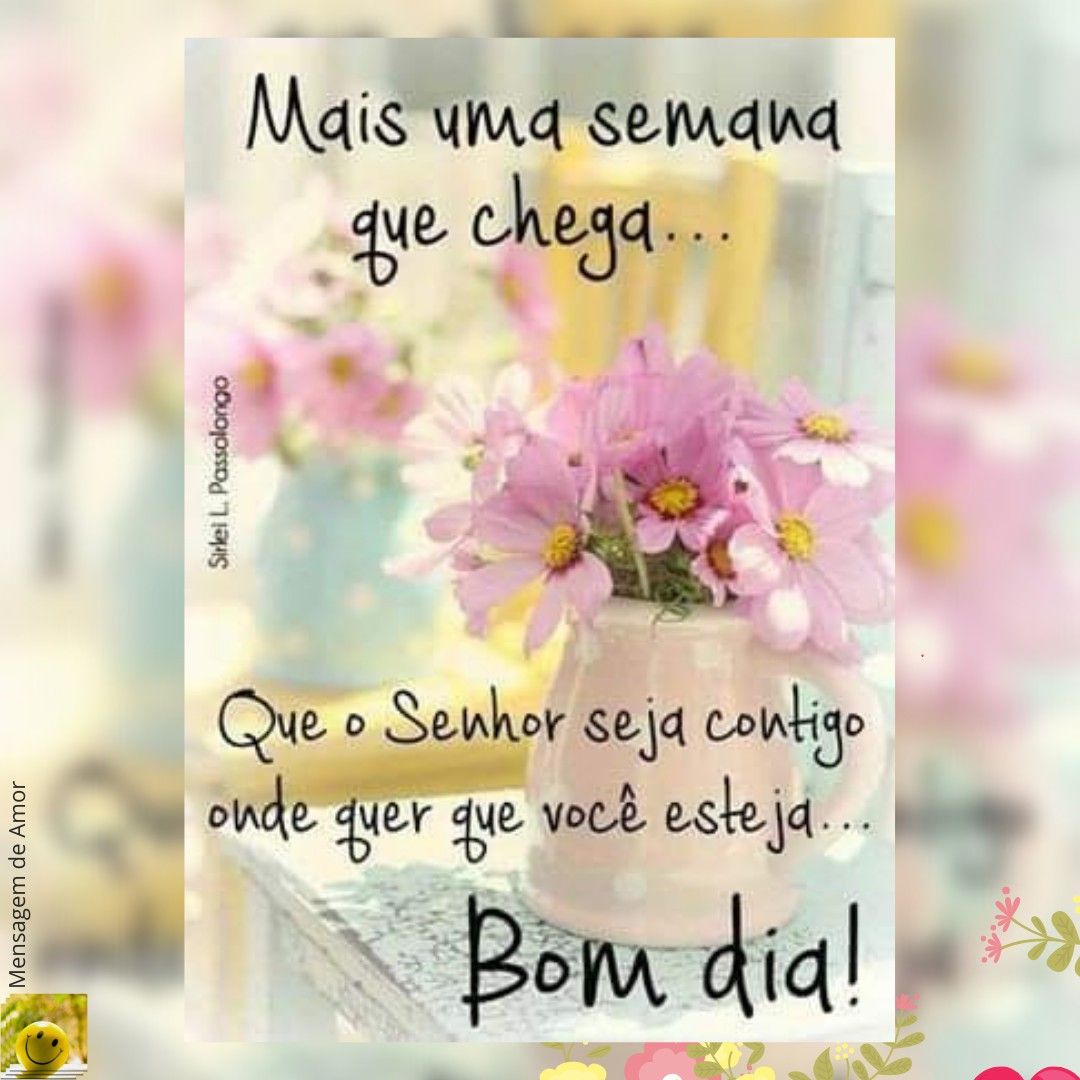 Mais uma semana
que chega...
Sirlei L. Passolongo
Que o Senhor seja contigo
onde quer que você esteja...
Bom dia!
Mensagem de Amor